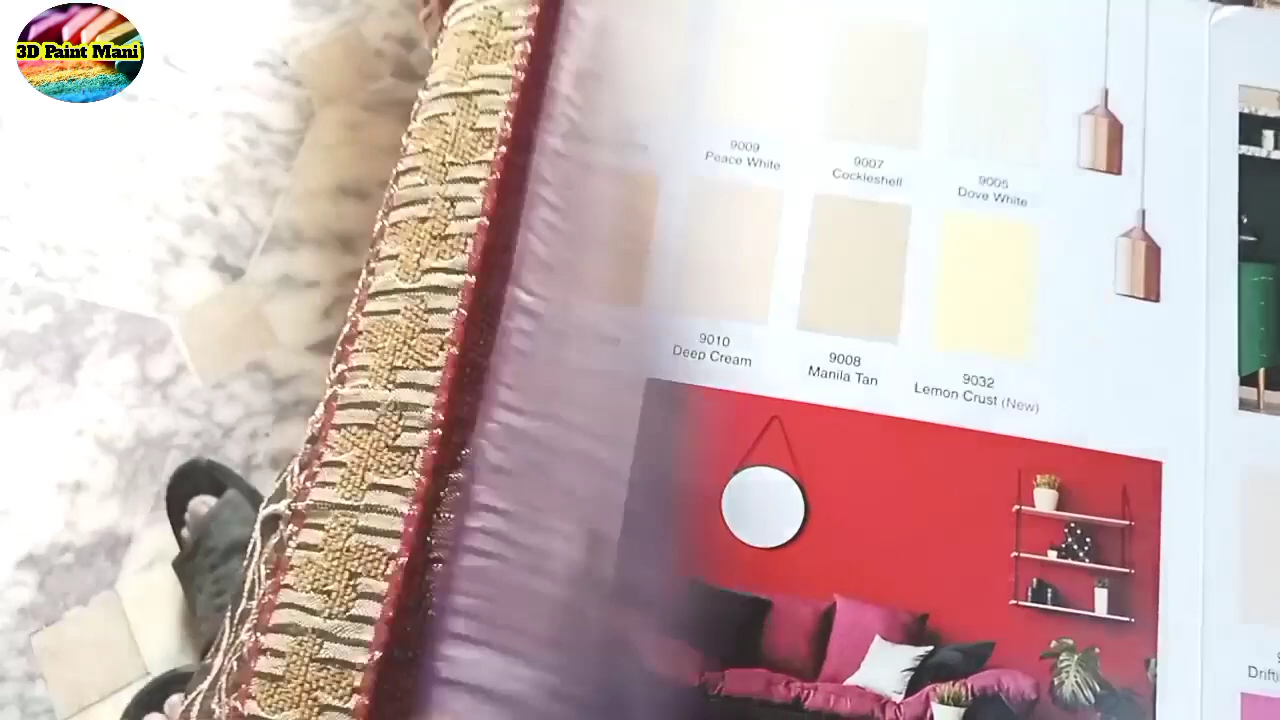 3D Paint Mani
9009
Peace White
9007
Cockleshell
9005
Dove White
9010
Deep Cream
9008
Manila Tan
9032
Lemon Crust (New)